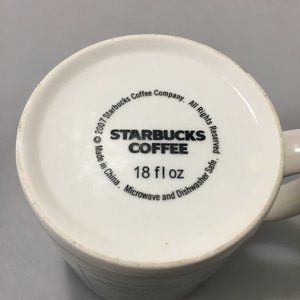 © 2007 Starbucks Coffee Company. All Rights Reserved
STARBUCKS
COFFEE
18 fl oz
Made in China. Microwave and Dishwasher Safe.